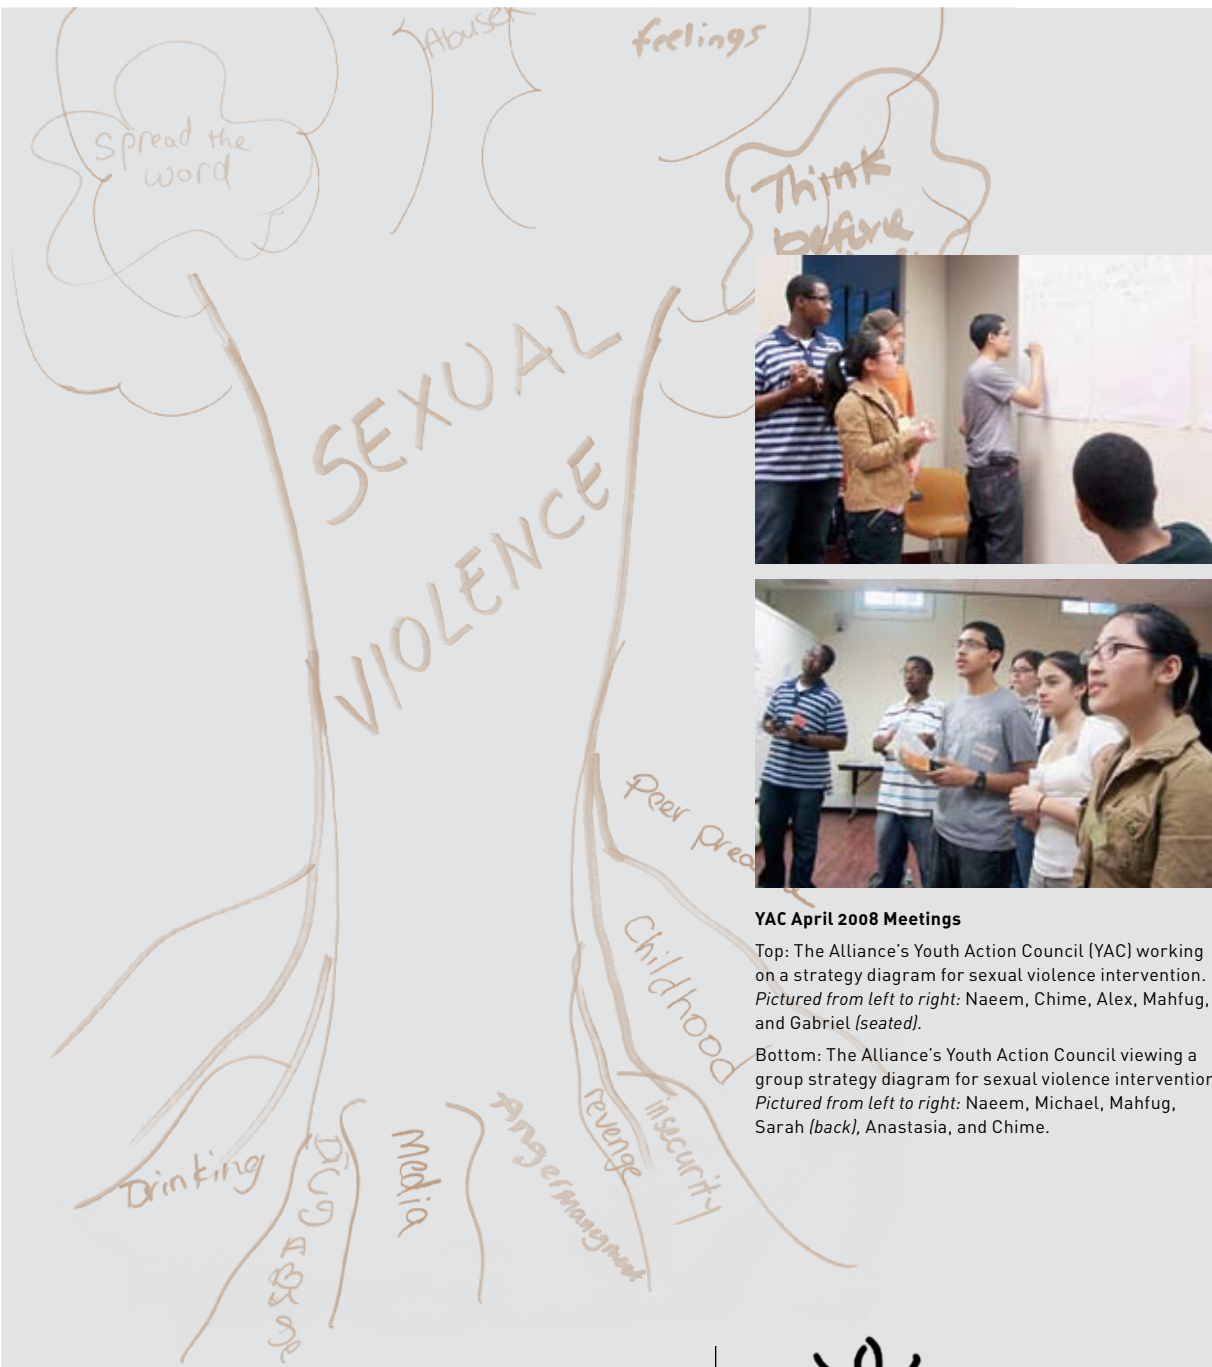 Abuser
feelings
Spread the
word
Think
before
SEXUAL
VIOLENCE
Peer
Childhood
revenge
insecurity
Anger managment
Media
Drinking
Drug
ABUSe
YAC April 2008 Meetings
Top: The Alliance’s Youth Action Council (YAC) working
on a strategy diagram for sexual violence intervention.
Pictured from left to right: Naeem, Chime, Alex, Mahfug,
and Gabriel (seated).
Bottom: The Alliance’s Youth Action Council viewing a
group strategy diagram for sexual violence intervention
Pictured from left to right: Naeem, Michael, Mahfug,
Sarah (back), Anastasia, and Chime.